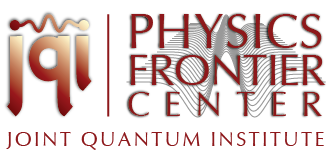 jqi
PHYSICS
FRONTIER
CENTER
JOINT QUANTUM INSTITUTE